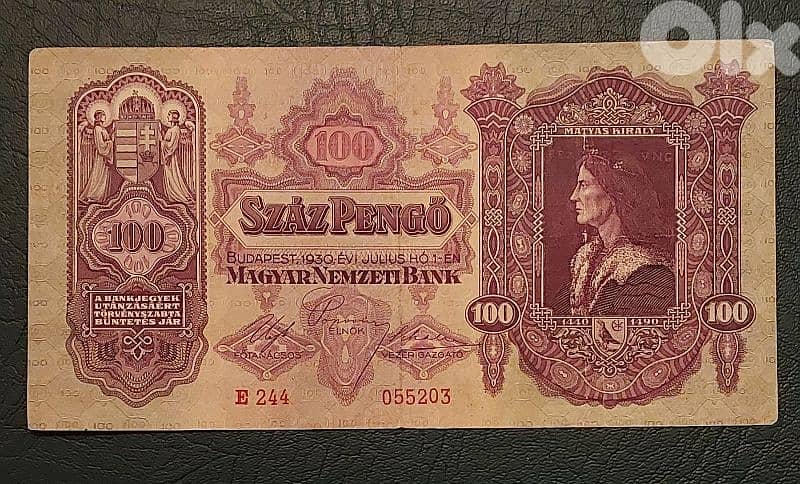 olx
100
A BANKJEGYEK
UTÁNZÁSÁÉRT
TÖRVÉNYSZABTA
BÜNTETÉS JÁR
100
SZÁZ PENGŐ
BUDAPEST, 1930. ÉVI JULIUS HÓ 1-ÉN
MAGYAR NEMZETI BANK
ELNÖK
FŐTANÁCSOS
VEZÉRIGAZGATÓ
E 244
055203
MÁTYÁS KIRÁLY
100
1440
1490
100